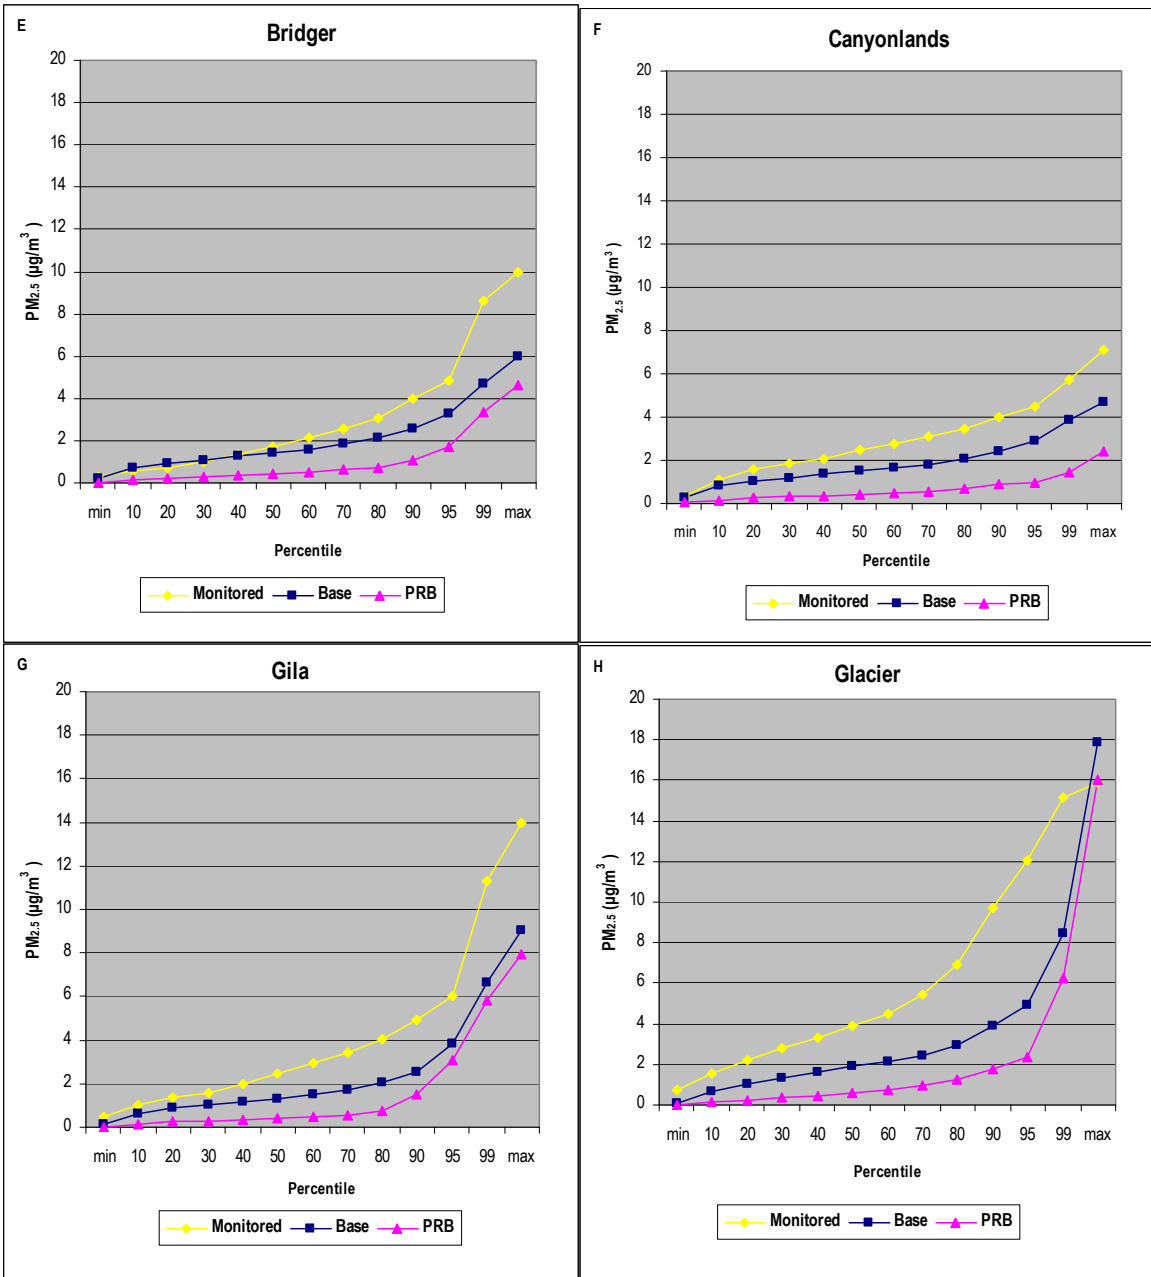 E
Bridger
20
18
16
14
12
10
8
6
4
2
0
PM2.5 (µg/m³ )
min 10 20 30 40 50 60 70 80 90 95 99 max
Percentile
Monitored Base PRB
F
Canyonlands
20
18
16
14
12
10
8
6
4
2
0
PM2.5 (µg/m³ )
min 10 20 30 40 50 60 70 80 90 95 99 max
Percentile
Monitored Base PRB
G
Gila
20
18
16
14
12
10
8
6
4
2
0
PM2.5 (µg/m³ )
min 10 20 30 40 50 60 70 80 90 95 99 max
Percentile
Monitored Base PRB
H
Glacier
20
18
16
14
12
10
8
6
4
2
0
PM2.5 (µg/m³ )
min 10 20 30 40 50 60 70 80 90 95 99 max
Percentile
Monitored Base PRB